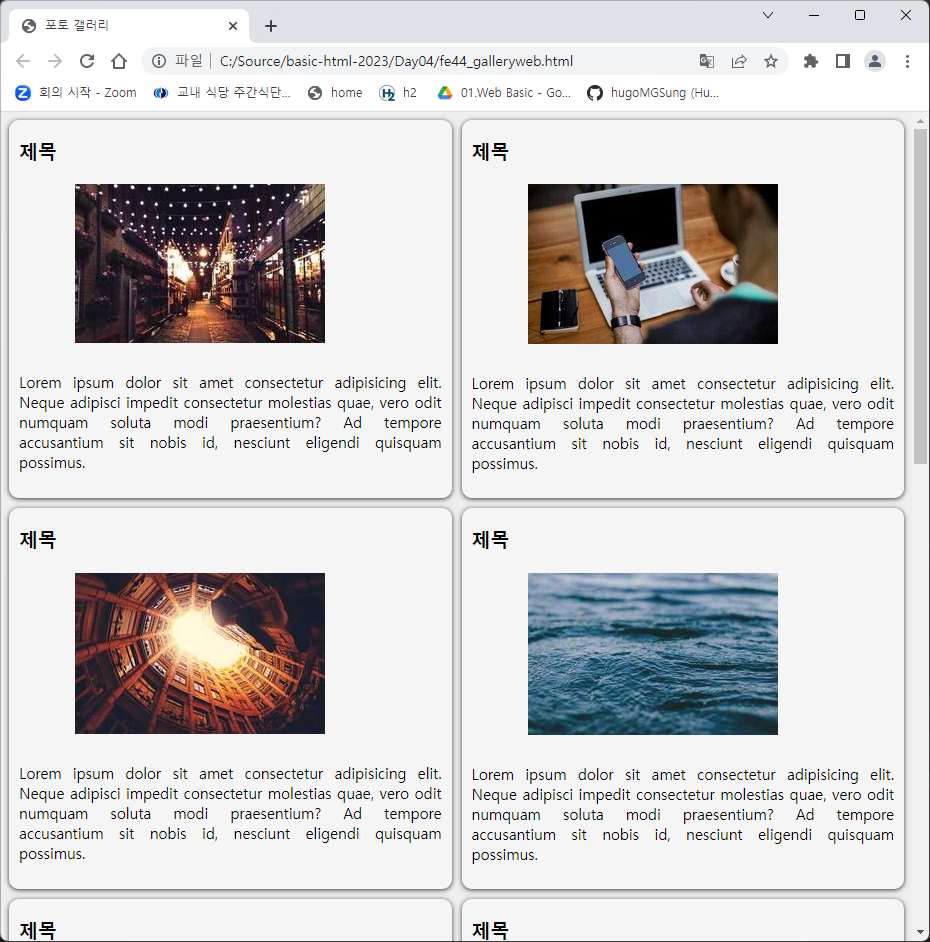 포토 갤러리
파일 C:/Source/basic-html-2023/Day04/fe44_galleryweb.html
회의 시작 - Zoom 교내 식당 주간식단... home h2 01.Web Basic - Go... hugoMGSung (Hu...
제목
Lorem ipsum dolor sit amet consectetur adipisicing elit.
Neque adipisci impedit consectetur molestias quae, vero odit
numquam soluta modi praesentium? Ad tempore
accusantium sit nobis id, nesciunt eligendi quisquam
possimus.
제목
Lorem ipsum dolor sit amet consectetur adipisicing elit.
Neque adipisci impedit consectetur molestias quae, vero odit
numquam soluta modi praesentium? Ad tempore
accusantium sit nobis id, nesciunt eligendi quisquam
possimus.
제목
Lorem ipsum dolor sit amet consectetur adipisicing elit.
Neque adipisci impedit consectetur molestias quae, vero odit
numquam soluta modi praesentium? Ad tempore
accusantium sit nobis id, nesciunt eligendi quisquam
possimus.
제목
Lorem ipsum dolor sit amet consectetur adipisicing elit.
Neque adipisci impedit consectetur molestias quae, vero odit
numquam soluta modi praesentium? Ad tempore
accusantium sit nobis id, nesciunt eligendi quisquam
possimus.
제목
제목